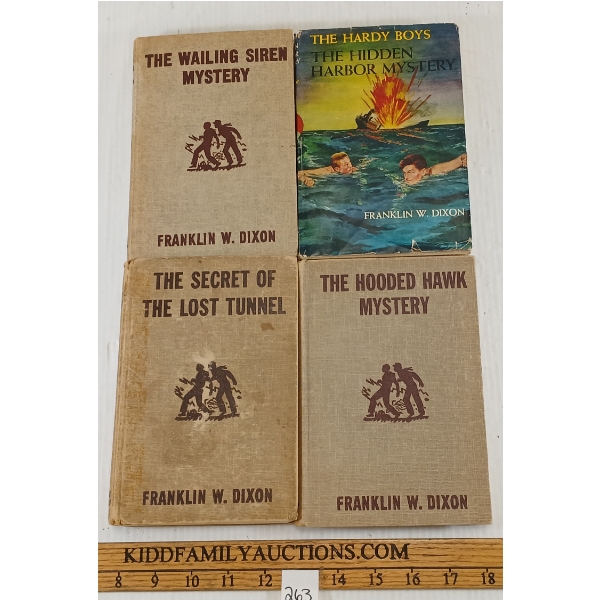 THE WAILING SIREN
MYSTERY
FRANKLIN W. DIXON
THE HARDY BOYS
THE HIDDEN
HARBOR MYSTERY
FRANKLIN W. DIXON
THE SECRET OF
THE LOST TUNNEL
FRANKLIN W. DIXON
THE HOODED HAWK
MYSTERY
FRANKLIN W. DIXON
KIDDFAMILYAUCTIONS.COM
8 9 10 11 12 14 15 16 17 18
263